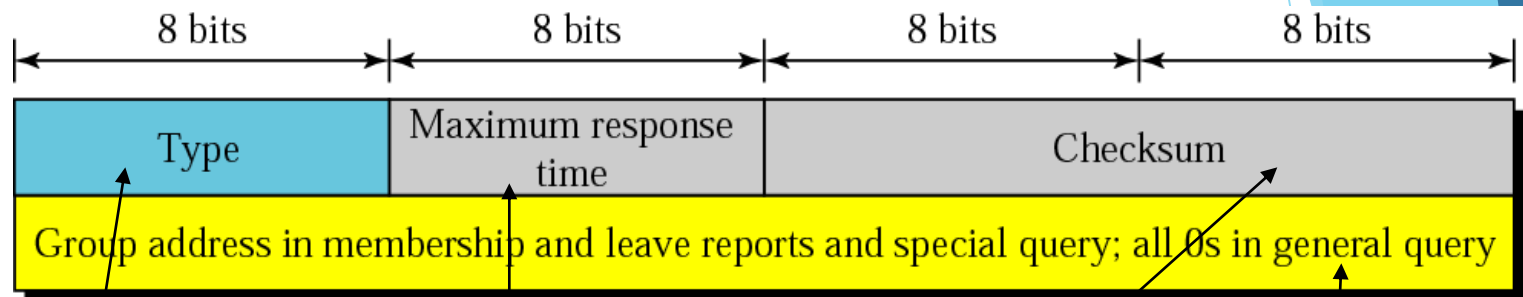 8 bits 8 bits 8 bits 8 bits
Type Maximum response time Checksum
Group address in membership and leave reports and special query; all 0s in general query